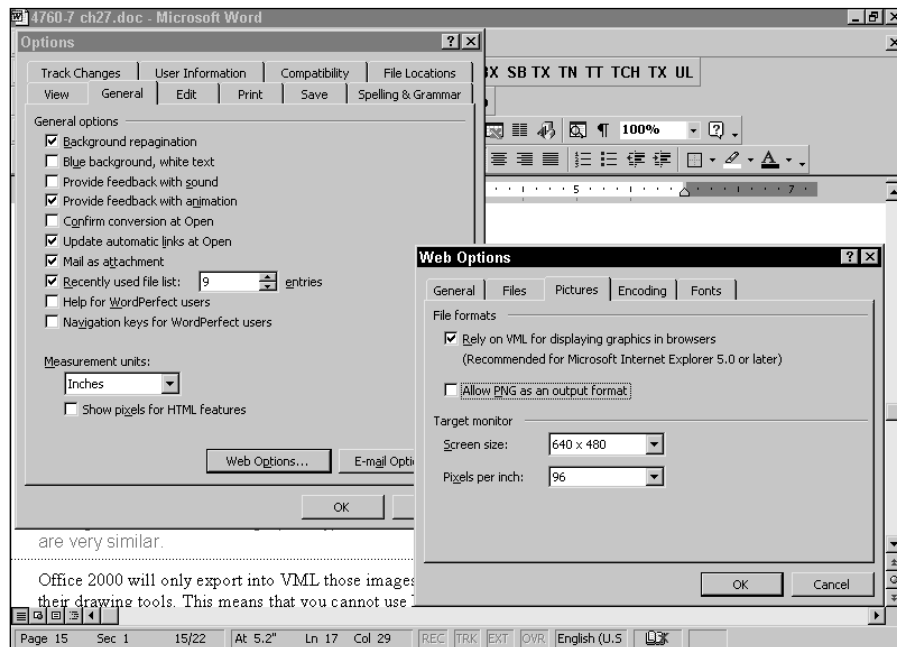 4760-7 ch27.doc - Microsoft Word
Options
Track Changes User Information Compatibility File Locations
View General Edit Print Save Spelling & Grammar
General options
Background repagination
Blue background, white text
Provide feedback with sound
Provide feedback with animation
Confirm conversion at Open
Update automatic links at Open
Mail as attachment
Recently used file list: 9 entries
Help for WordPerfect users
Navigation keys for WordPerfect users
Measurement units:
Inches
Show pixels for HTML features
Web Options...
OK
SB TX TN TT TCH TX UL
100%
5 7
Web Options
General Files Pictures Encoding Fonts
File formats
Rely on VML for displaying graphics in browsers
(Recommended for Microsoft Internet Explorer 5.0 or later)
Allow PNG as an output format
Target monitor
Screen size: 640 x 480
Pixels per inch: 96
OK Cancel
are very similar.
Office 2000 will only export into VML those images
their drawing tools. This means that you cannot use
Page 15 Sec 1 15/22 At 5.2" Ln 17 Col 29 REC TRK EXT OVR English (U.S